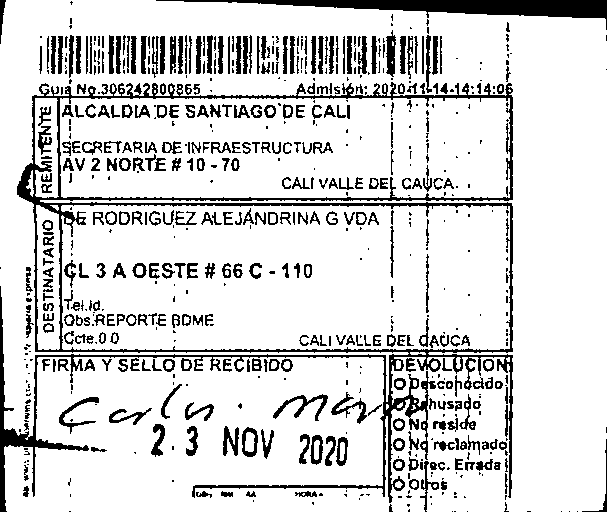 Guia No.306242800865 Admisión: 2020-11-14-14:14:06
REMITENTE
ALCALDIA DE SANTIAGO DE CALI
SECRETARIA DE INFRAESTRUCTURA
AV 2 NORTE # 10 - 70
CALI VALLE DEL CAUCA
DESTINATARIO
DE RODRIGUEZ ALEJANDRINA G VDA
CL 3 A OESTE # 66 C - 110
Tel.Id.
Obs.REPORTE BDME
Ccte.0 0
CALI VALLE DEL CAUCA
FIRMA Y SELLO DE RECIBIDO
Carlos.
23 NOV 2020
DEVOLUCION
Desconocido
Rehusado
No reside
No reclamado
Direc. Errada
Otros
AA HORA